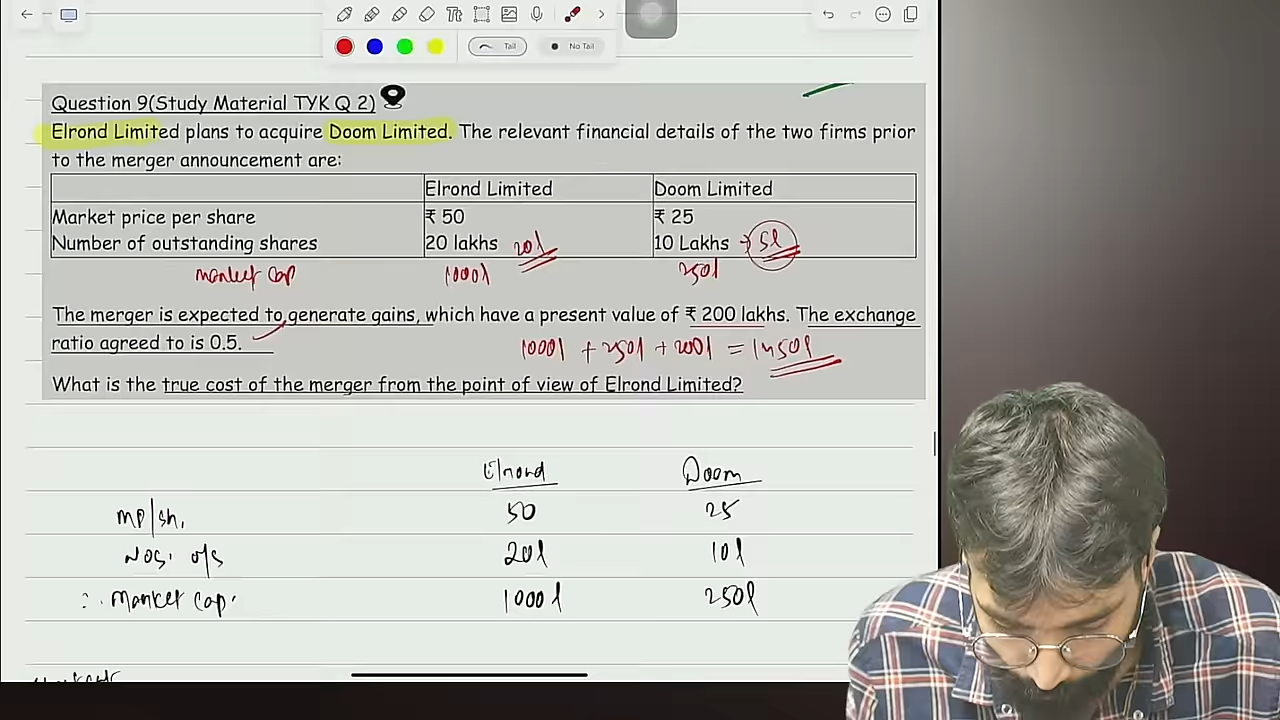 Tail No Tail
Question 9(Study Material TYK Q 2)
Elrond Limited plans to acquire Doom Limited. The relevant financial details of the two firms prior
to the merger announcement are:
Elrond Limited Doom Limited
Market price per share ₹ 50 ₹ 25
Number of outstanding shares 20 lakhs 20l 10 Lakhs → 5l
market cap 1000l 250l
The merger is expected to generate gains, which have a present value of ₹ 200 lakhs. The exchange
ratio agreed to is 0.5. 1000l + 250l + 200l = 1450l
What is the true cost of the merger from the point of view of Elrond Limited?
Elrond Doom
MP/sh. 50 25
Nos. o/s 20l 10l
∴ Market cap. 1000l 250l